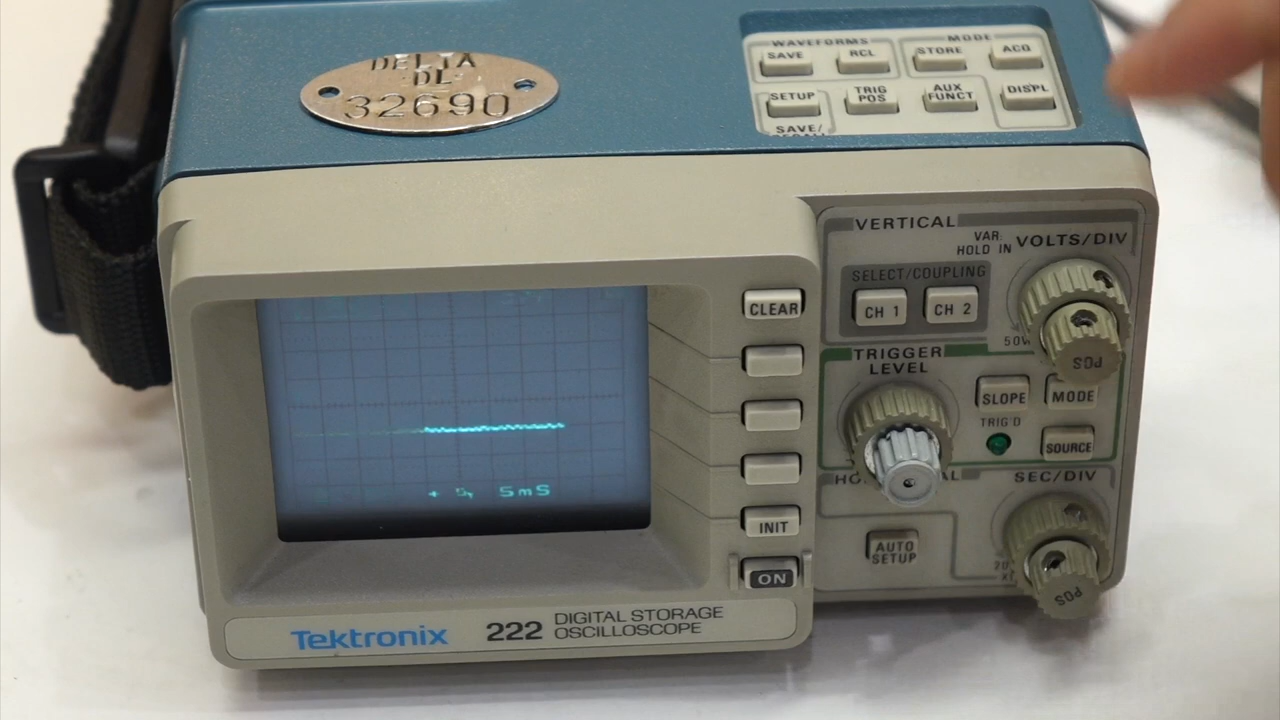 DELTA
DL
32690
WAVEFORMS
MODE
SAVE
RCL
STORE
ACQ
SETUP
TRIG
POS
AUX
FUNCT
DISPL
SAVE/
VERTICAL
VAR:
HOLD IN
VOLTS/DIV
SELECT/COUPLING
CH 1
CH 2
CLEAR
TRIGGER
LEVEL
POS
SLOPE
MODE
TRIG'D
SOURCE
SEC/DIV
5mS
INIT
AUTO
SETUP
ON
POS
Tektronix
222
DIGITAL STORAGE
OSCILLOSCOPE